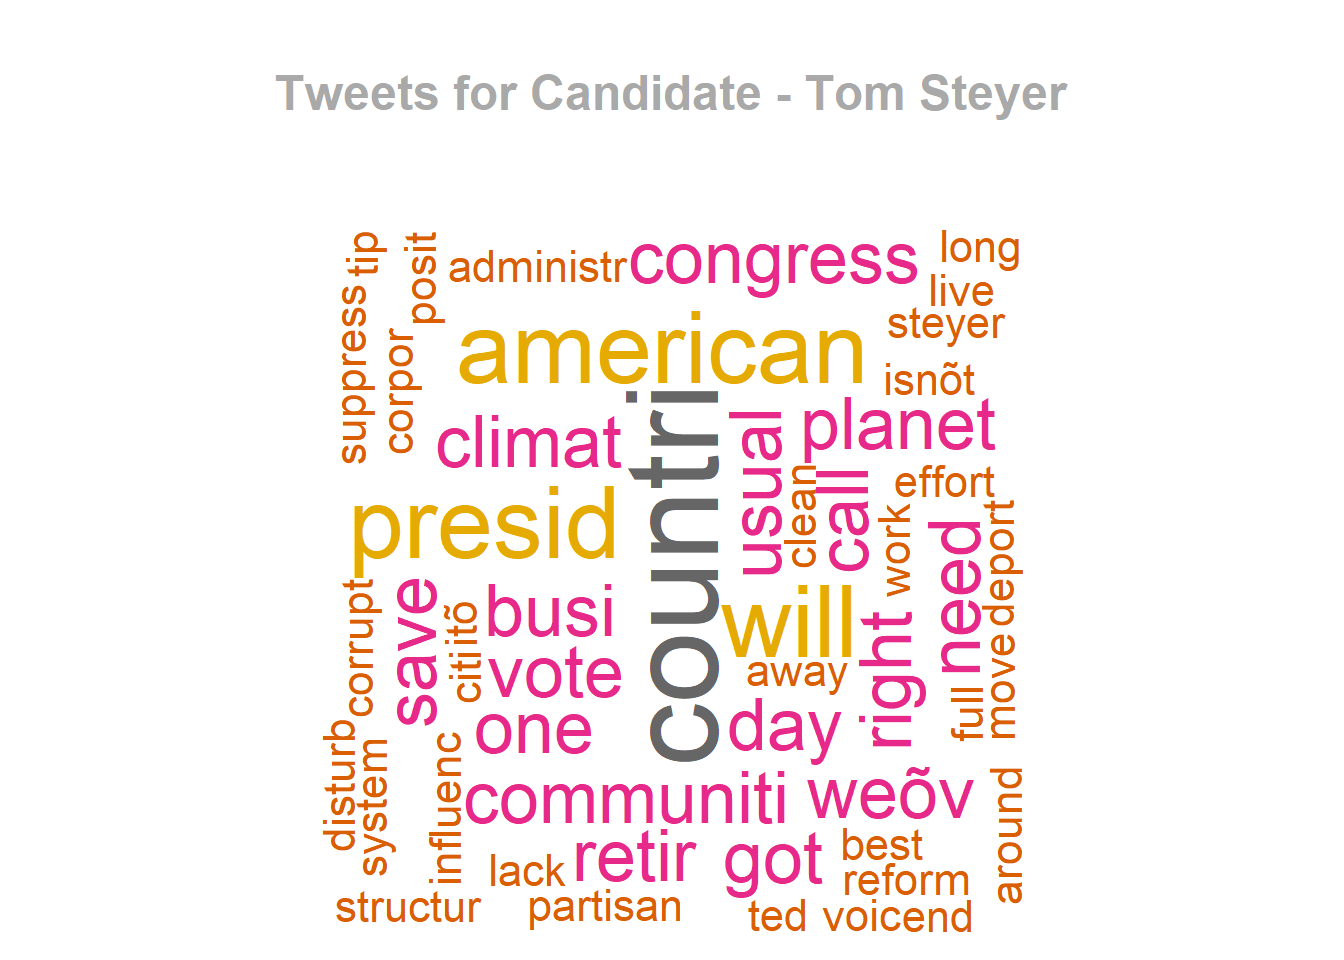 Tweets for Candidate - Tom Steyer
tip
posit
administr
congress
long
live
steyer
suppress
corpor
american
isnõt
climat
countri
usual
planet
clean
call
effort
presid
work
need
deport
corrupt
save
citi
itõ
busi
will
right
move
vote
away
full
one
day
disturb
system
influenc
communiti
weõv
around
retir
got
best
lack
reform
structur
partisan
ted
voicend